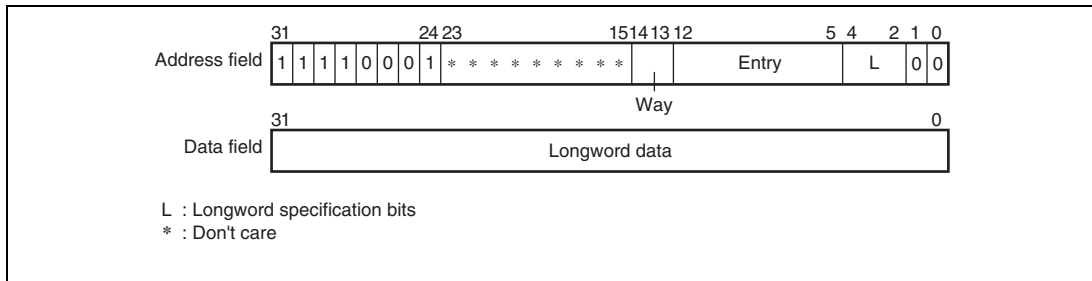 31 24 23 15 14 13 12 5 4 2 1 0
Address field 1 1 1 1 0 0 0 1 * * * * * * * * * Entry L 0 0
Way
31 0
Data field Longword data
L : Longword specification bits
* : Don't care